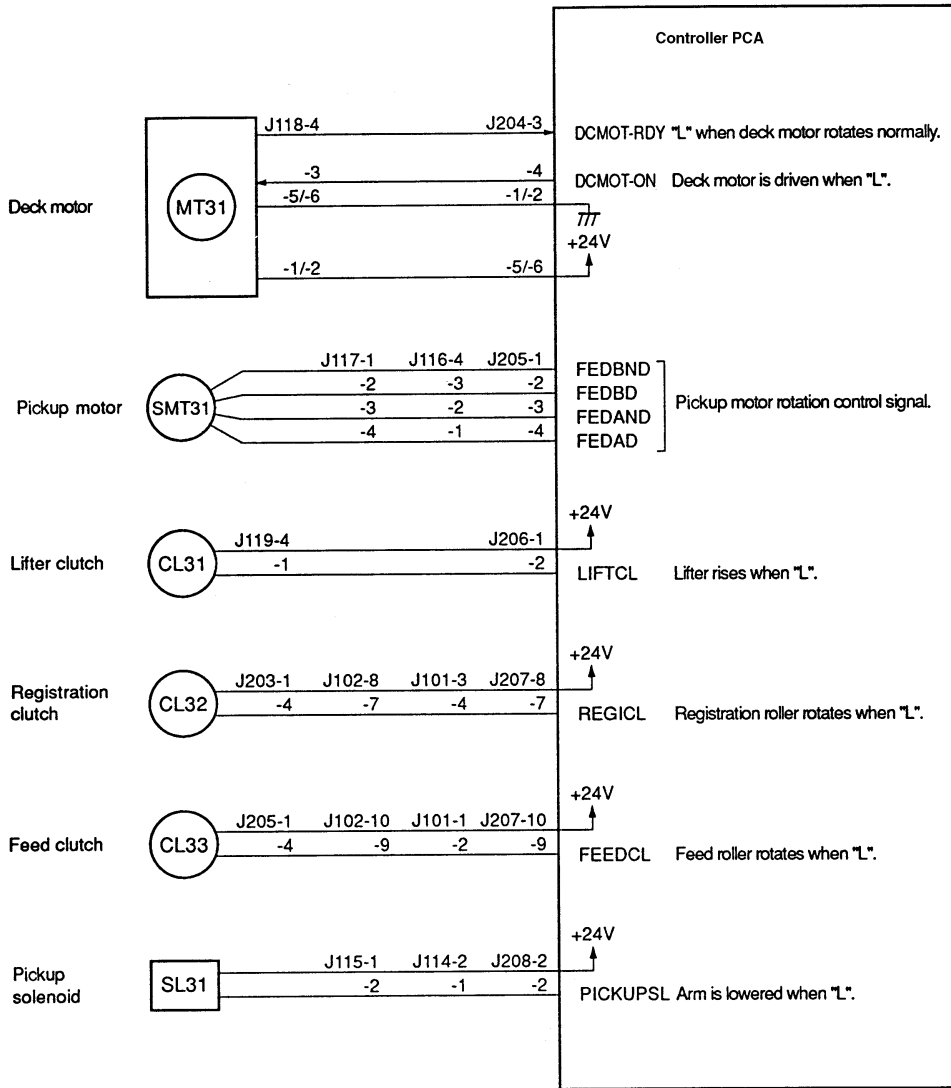 Controller PCA
J118-4 J204-3 DCMOT-RDY "L" when deck motor rotates normally.
-3 -4 DCMOT-ON Deck motor is driven when "L".
Deck motor MT31 -5/-6 -1/-2
+24V
-1/-2 -5/-6
J117-1 J116-4 J205-1 FEDBND
-2 -3 -2 FEDBD
Pickup motor SMT31 -3 -2 -3 FEDAND Pickup motor rotation control signal.
-4 -1 -4 FEDAD
+24V
J119-4 J206-1
Lifter clutch CL31 -1 -2 LIFTCL Lifter rises when "L".
+24V
J203-1 J102-8 J101-3 J207-8
Registration
clutch CL32 -4 -7 -4 -7 REGICL Registration roller rotates when "L".
+24V
J205-1 J102-10 J101-1 J207-10
Feed clutch CL33 -4 -9 -2 -9 FEEDCL Feed roller rotates when "L".
+24V
J115-1 J114-2 J208-2
Pickup
solenoid SL31 -2 -1 -2 PICKUPSL Arm is lowered when "L".